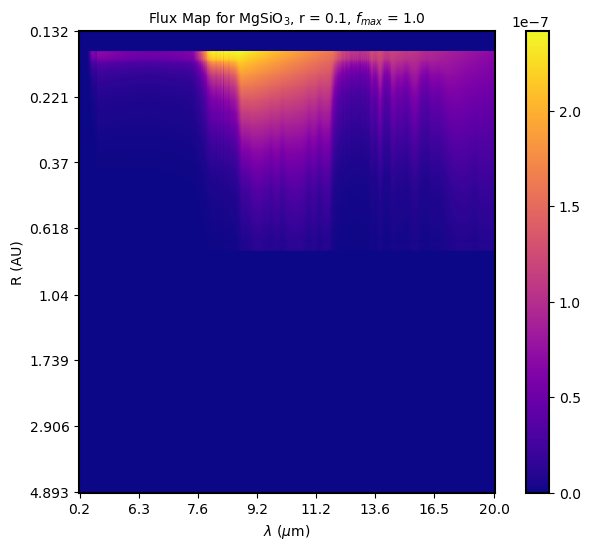 Flux Map for MgSiO₃, r = 0.1, fₘₐₓ = 1.0
1e−7
0.132
0.221
0.37
0.618
1.04
1.739
2.906
4.893
R (AU)
0.2 6.3 7.6 9.2 11.2 13.6 16.5 20.0
λ (μm)
2.0
1.5
1.0
0.5
0.0